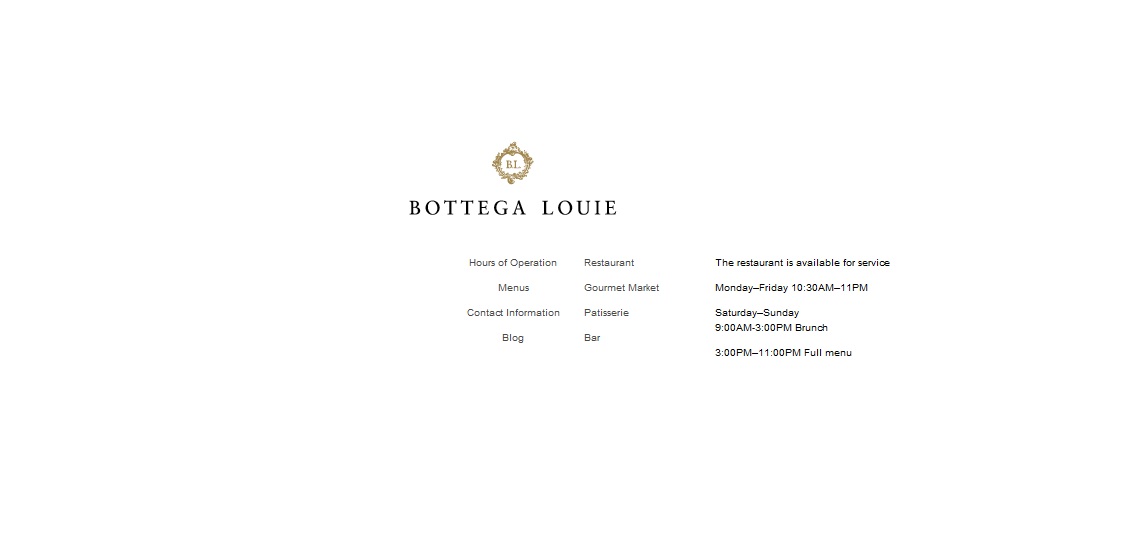 B.L.
BOTTEGA LOUIE
Hours of Operation
Menus
Contact Information
Blog
Restaurant
Gourmet Market
Patisserie
Bar
The restaurant is available for service
Monday–Friday 10:30AM–11PM
Saturday–Sunday
9:00AM-3:00PM Brunch
3:00PM–11:00PM Full menu